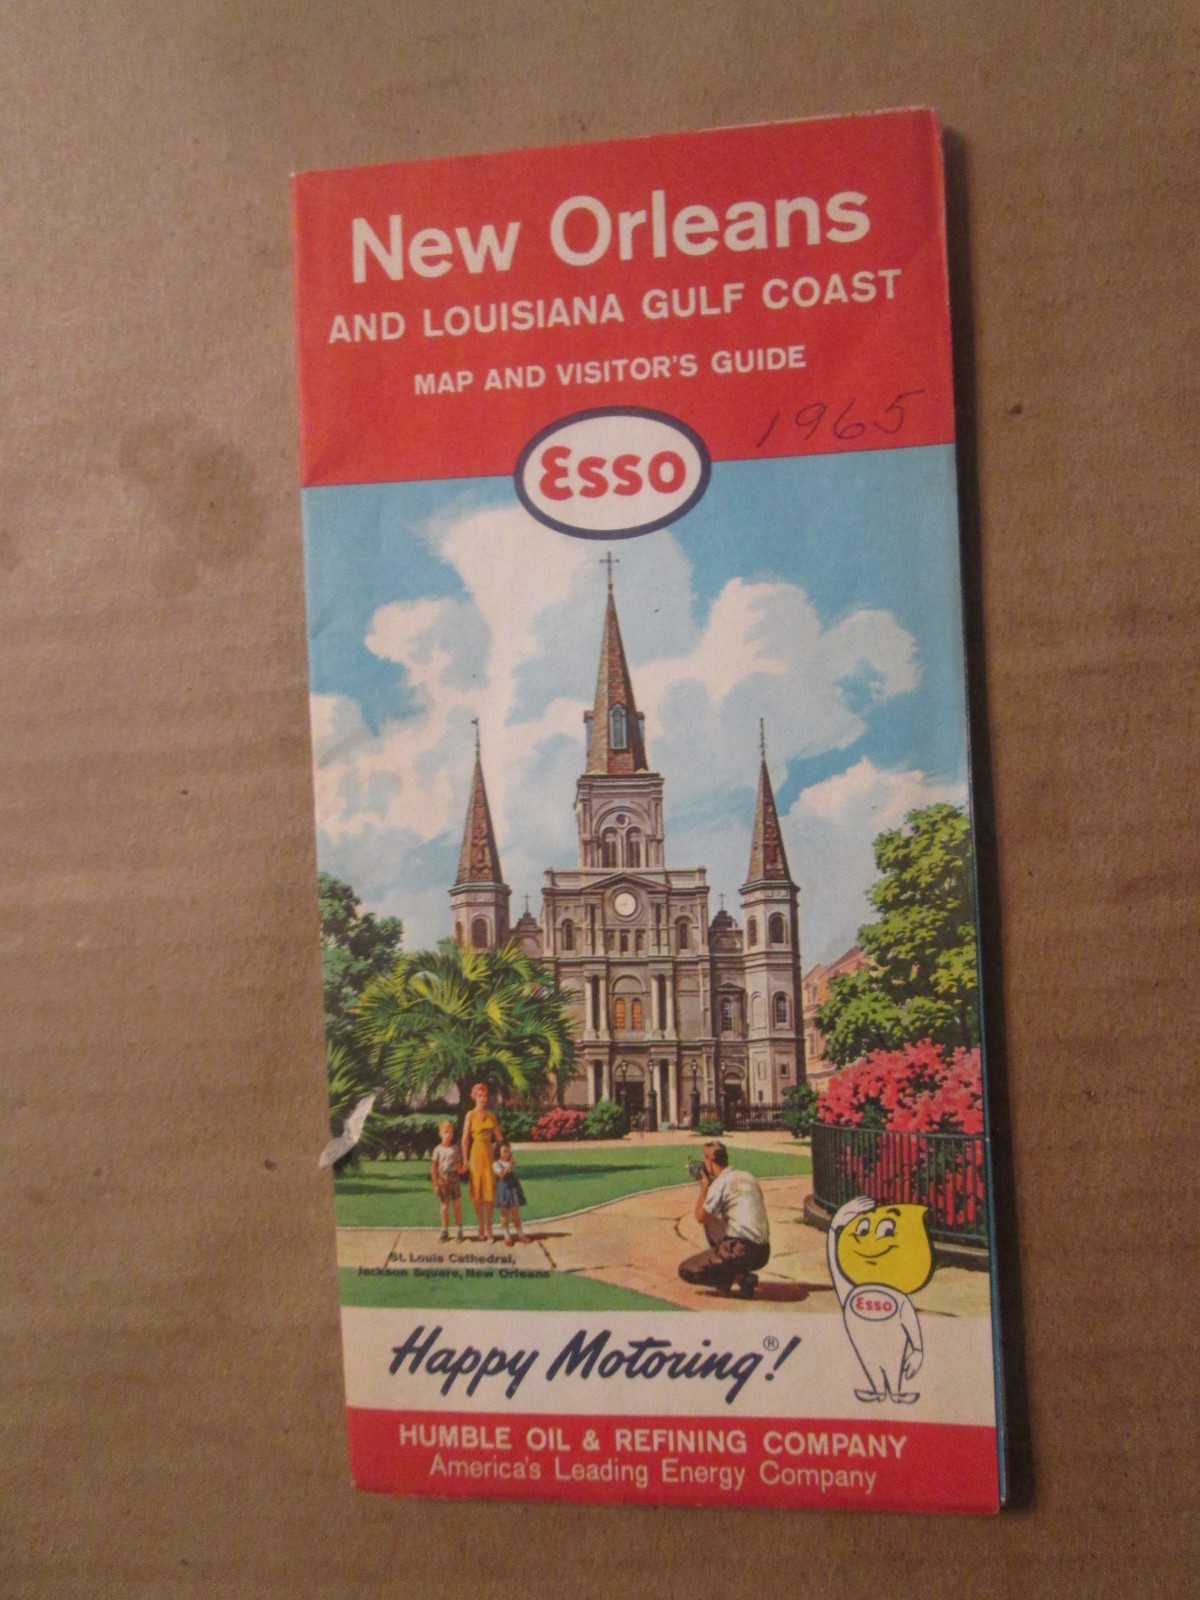 New Orleans
AND LOUISIANA GULF COAST
MAP AND VISITOR'S GUIDE
1965
Esso
St. Louis Cathedral,
Jackson Square, New Orleans
Esso
Happy Motoring®!
HUMBLE OIL & REFINING COMPANY
America's Leading Energy Company